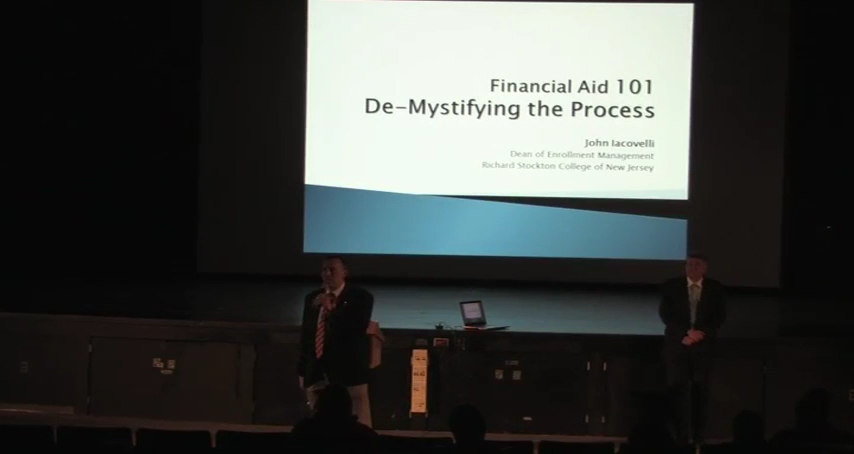 Financial Aid 101
De-Mystifying the Process
John Iacovelli
Dean of Enrollment Management
Richard Stockton College of New Jersey